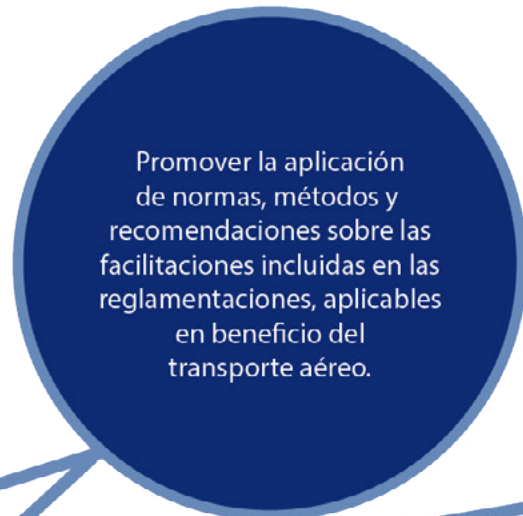 Promover la aplicación
de normas, métodos y
recomendaciones sobre las
facilitaciones incluidas en las
reglamentaciones, aplicables
en beneficio del
transporte aéreo.